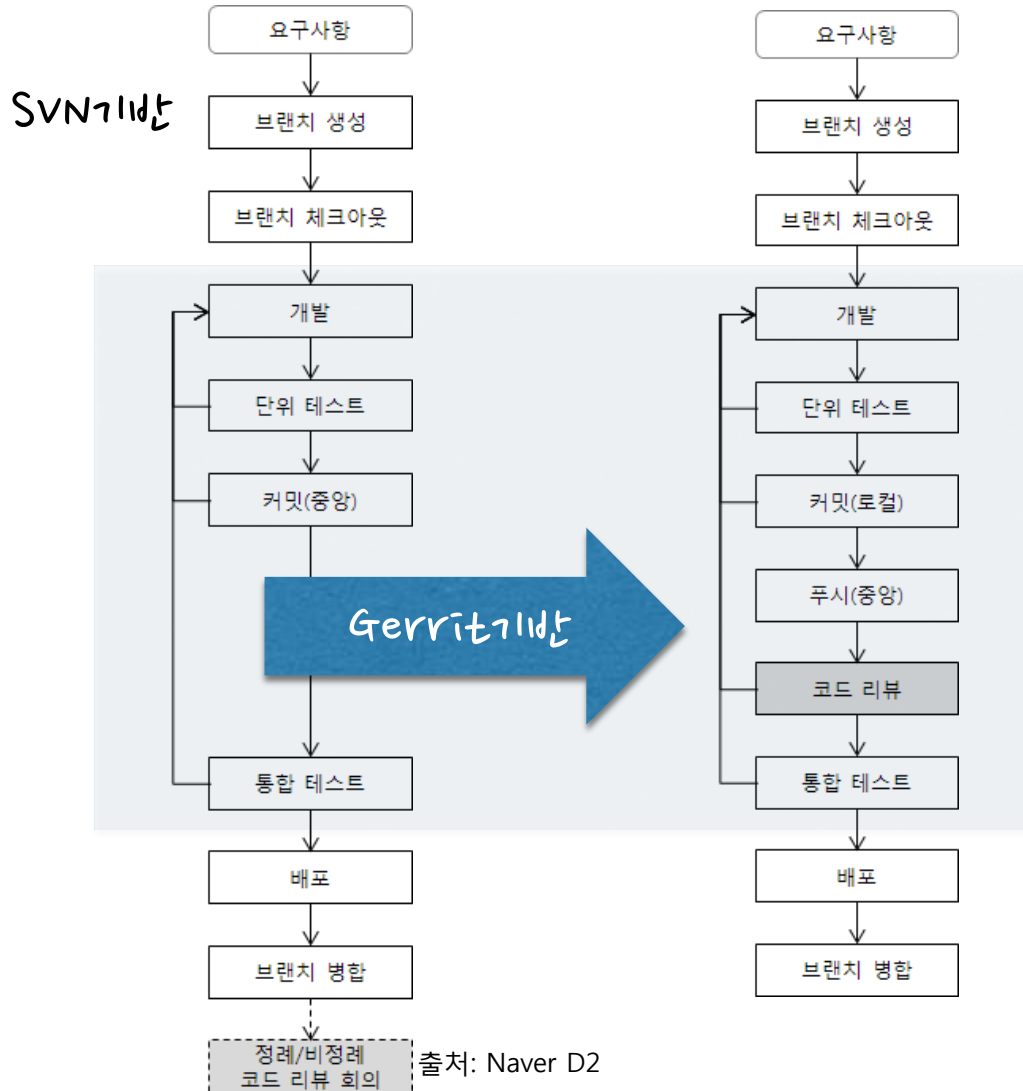 SVN기반
요구사항
브랜치 생성
브랜치 체크아웃
개발
단위 테스트
커밋(중앙)
통합 테스트
배포
브랜치 병합
정례/비정례
코드 리뷰 회의
출처: Naver D2
Gerrit기반
요구사항
브랜치 생성
브랜치 체크아웃
개발
단위 테스트
커밋(로컬)
푸시(중앙)
코드 리뷰
통합 테스트
배포
브랜치 병합